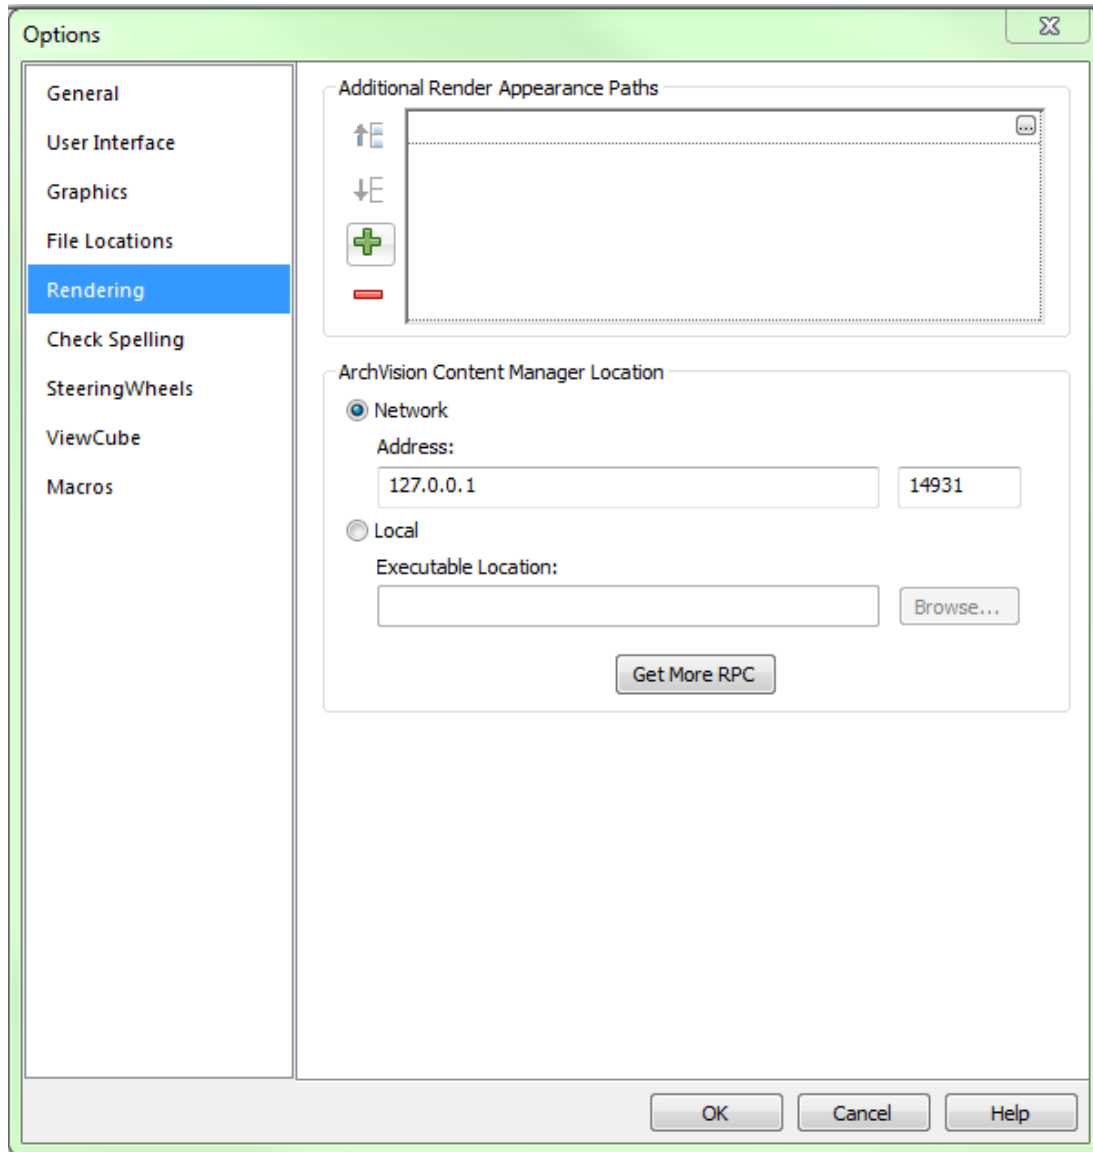 Options
General
User Interface
Graphics
File Locations
Rendering
Check Spelling
SteeringWheels
ViewCube
Macros
Additional Render Appearance Paths
...
ArchVision Content Manager Location
Network
Address:
127.0.0.1 14931
Local
Executable Location:
Browse...
Get More RPC
OK Cancel Help